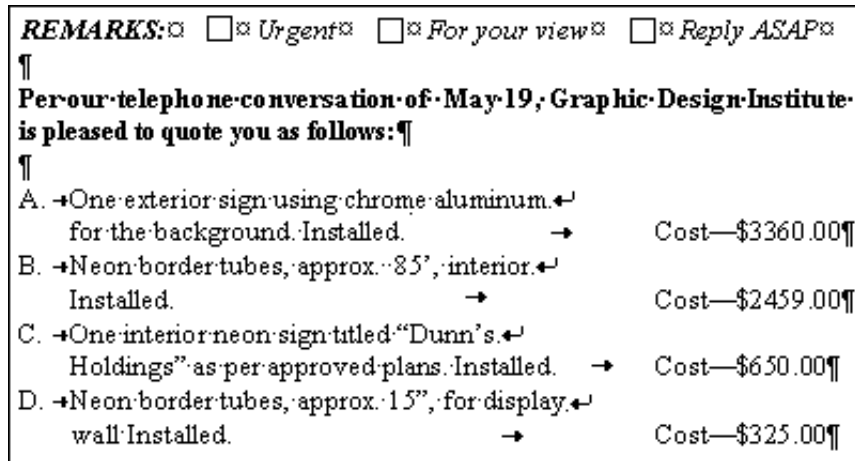 REMARKS:¤ □¤ Urgent¤ □¤ For your view¤ □¤ Reply ASAP¤
¶
Per·our·telephone·conversation·of··May·19,·Graphic·Design·Institute·
is pleased to quote you as follows:¶
¶
A. →One·exterior·sign·using·chrome·aluminum.↵
for·the·background.·Installed. → Cost—$3360.00¶
B. →Neon·border·tubes,·approx.··85’,·interior.↵
Installed. → Cost—$2459.00¶
C. →One·interior·neon·sign·titled·“Dunn’s.↵
Holdings”·as·per·approved·plans.·Installed. → Cost—$650.00¶
D. →Neon·border·tubes,·approx.·15”,·for·display.↵
wall·Installed. → Cost—$325.00¶